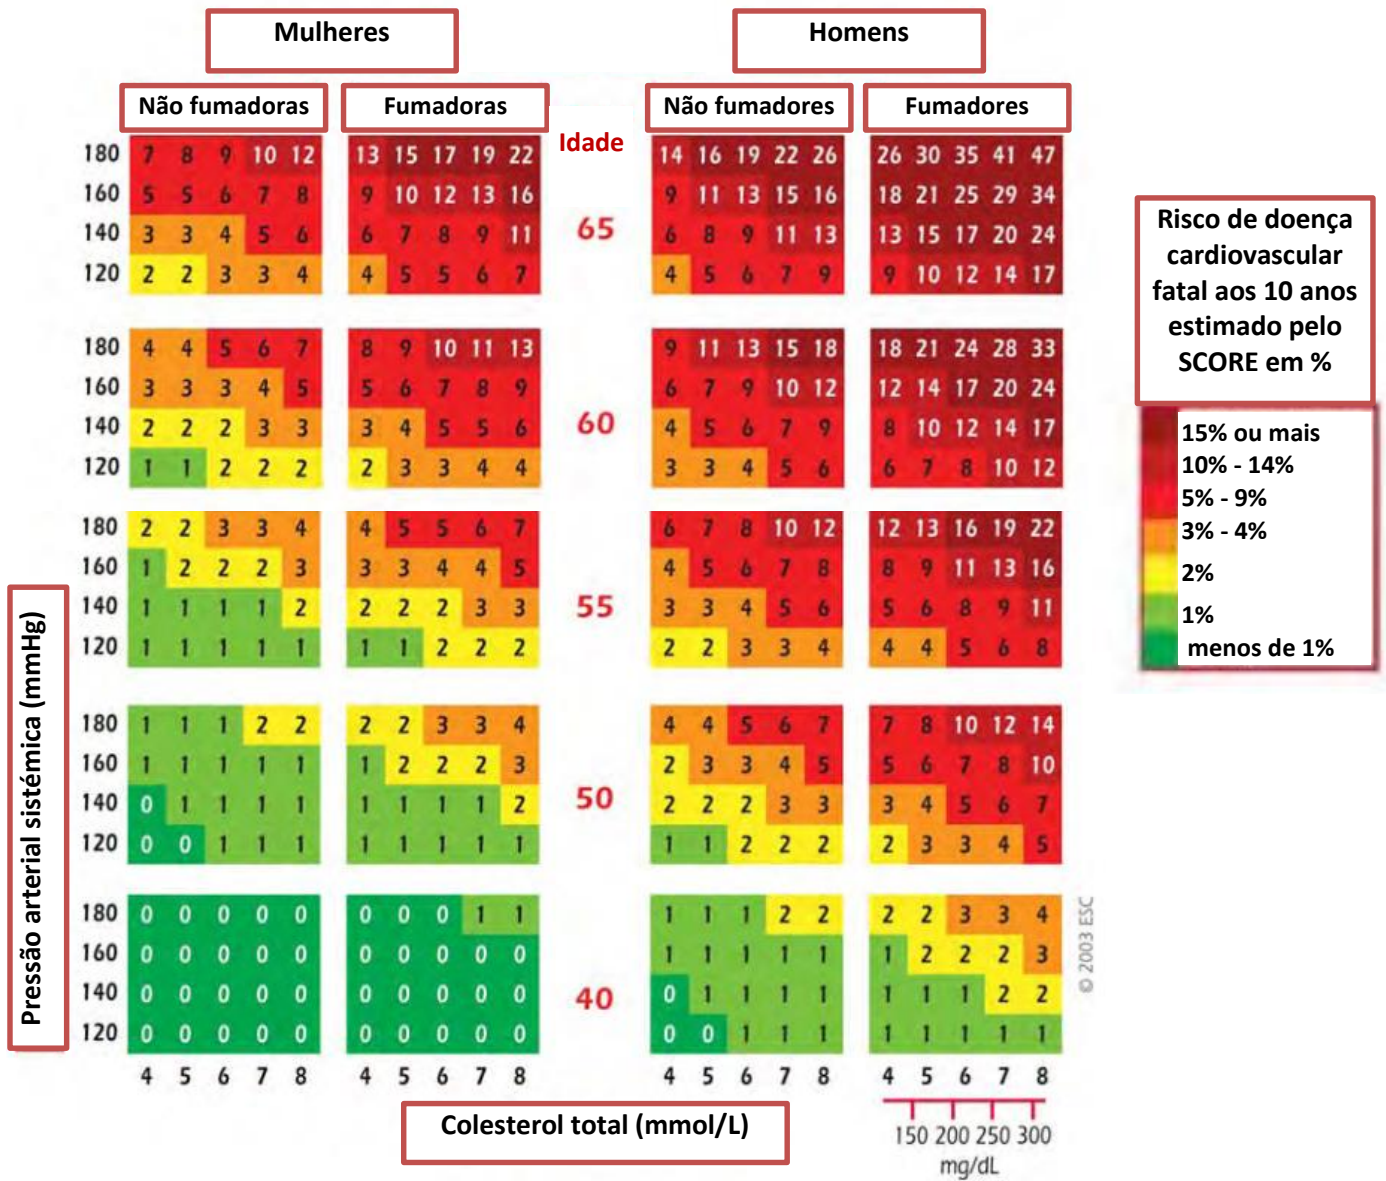 Mulheres
Homens
Não fumadoras
Fumadoras
Idade
Não fumadores
Fumadores
180 7 8 9 10 12 13 15 17 19 22 14 16 19 22 26 26 30 35 41 47
160 5 5 6 7 8 9 10 12 13 16 9 11 13 15 16 18 21 25 29 34
140 3 3 4 5 6 6 7 8 9 11 65 6 8 9 11 13 13 15 17 20 24
120 2 2 3 3 4 4 5 5 6 7 4 5 6 7 9 9 10 12 14 17
180 4 4 5 6 7 8 9 10 11 13 9 11 13 15 18 18 21 24 28 33
160 3 3 3 4 5 5 6 7 8 9 6 7 9 10 12 12 14 17 20 24
140 2 2 2 3 3 3 4 5 5 6 60 4 5 6 7 9 8 10 12 14 17
120 1 1 2 2 2 2 3 3 4 4 3 3 4 5 6 6 7 8 10 12
180 2 2 3 3 4 4 5 5 6 7 6 7 8 10 12 12 13 16 19 22
160 1 2 2 2 3 3 3 4 4 5 4 5 6 7 8 8 9 11 13 16
140 1 1 1 1 2 2 2 2 3 3 55 3 3 4 5 6 5 6 8 9 11
120 1 1 1 1 1 1 1 2 2 2 2 2 3 3 4 4 4 5 6 8
180 1 1 1 2 2 2 2 3 3 4 4 4 5 6 7 7 8 10 12 14
160 1 1 1 1 1 1 2 2 2 3 2 3 3 4 5 5 6 7 8 10
140 0 1 1 1 1 1 1 1 1 2 50 2 2 2 3 3 3 4 5 6 7
120 0 0 1 1 1 1 1 1 1 1 1 1 2 2 2 2 3 3 4 5
180 0 0 0 0 0 0 0 0 1 1 1 1 1 2 2 2 2 3 3 4
160 0 0 0 0 0 0 0 0 0 0 1 1 1 1 1 1 2 2 2 3
140 0 0 0 0 0 0 0 0 0 0 40 0 1 1 1 1 1 1 1 2 2
120 0 0 0 0 0 0 0 0 0 0 0 0 1 1 1 1 1 1 1 1
4 5 6 7 8 4 5 6 7 8 4 5 6 7 8 4 5 6 7 8
Colesterol total (mmol/L)
150 200 250 300
mg/dL
Pressão arterial sistémica (mmHg)
© 2003 ESC
Risco de doença
cardiovascular
fatal aos 10 anos
estimado pelo
SCORE em %
15% ou mais
10% - 14%
5% - 9%
3% - 4%
2%
1%
menos de 1%